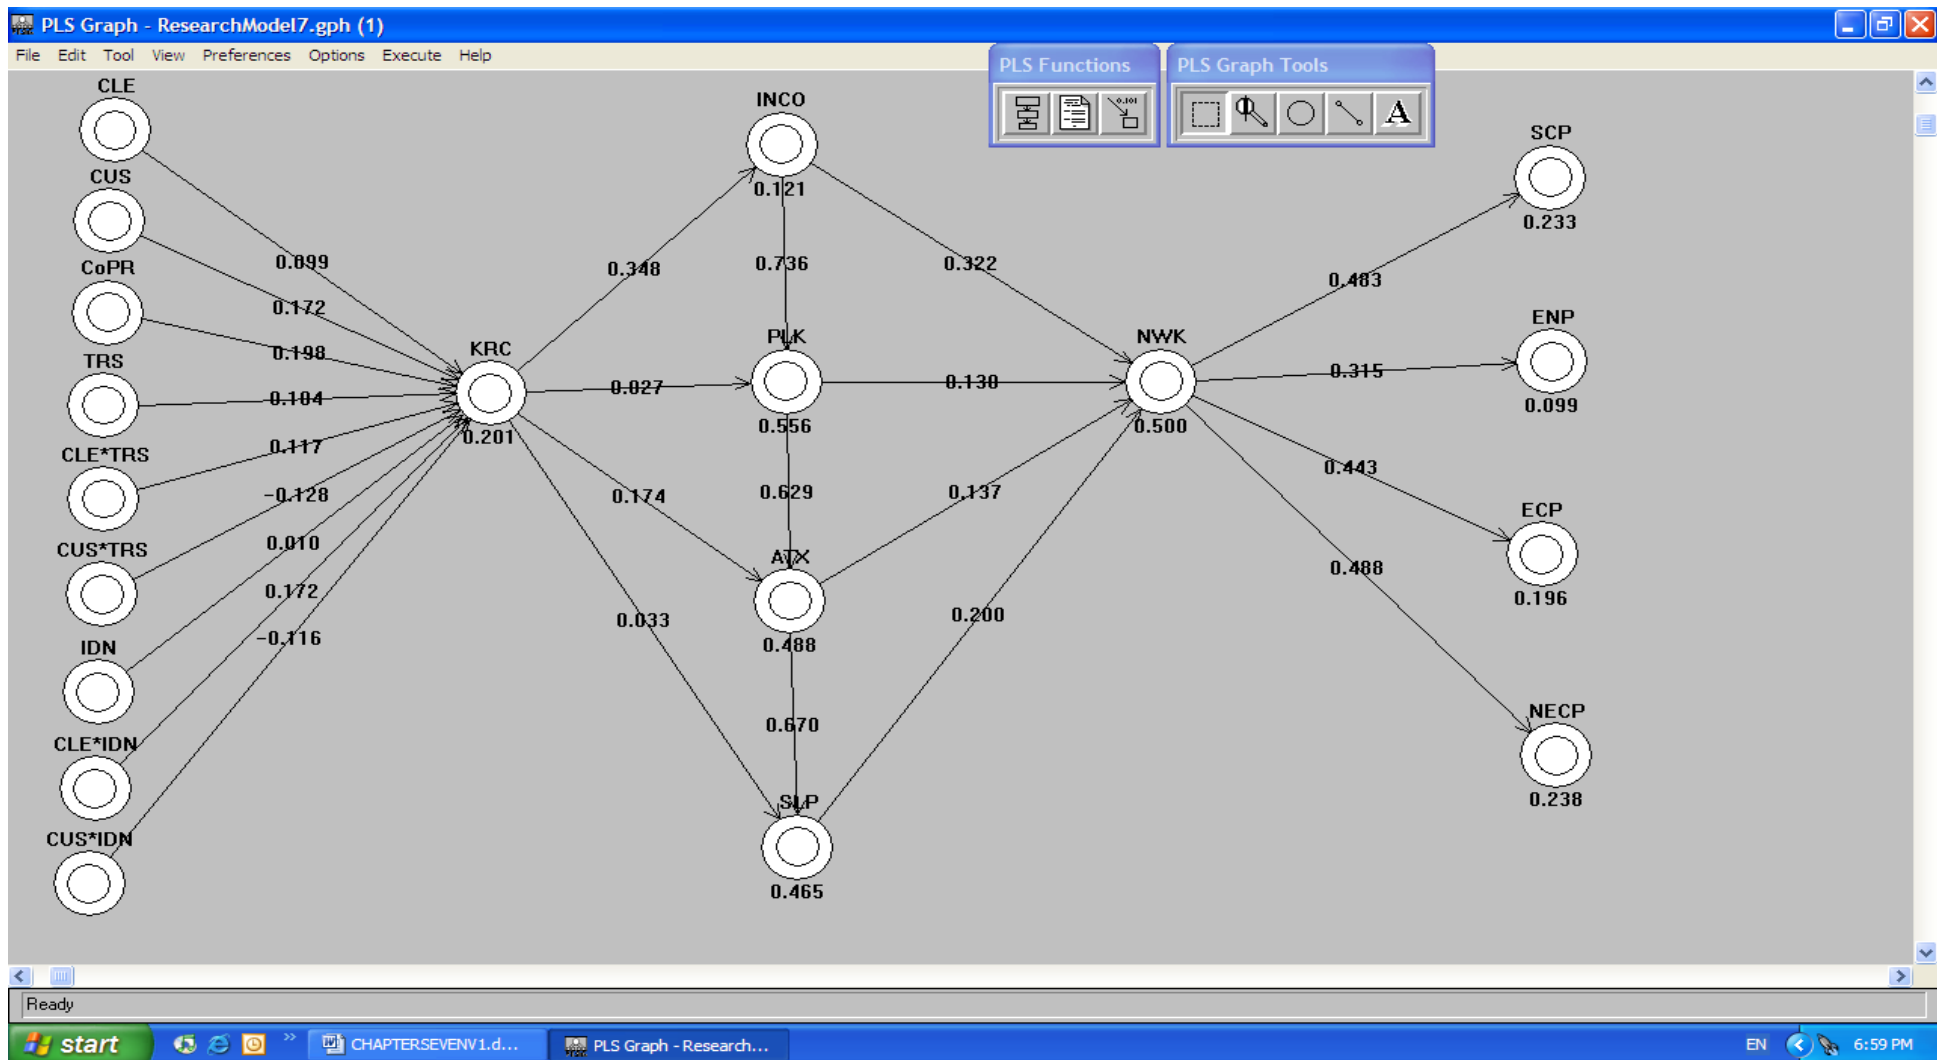 PLS Graph - ResearchModel7.gph (1)
File Edit Tool View Preferences Options Execute Help
PLS Functions
PLS Graph Tools
0.101
A
CLE
CUS
CoPR
TRS
CLE*TRS
CUS*TRS
IDN
CLE*IDN
CUS*IDN
0.099
0.172
0.198
0.104
0.117
-0.128
0.010
0.172
-0.116
KRC
0.201
0.348
0.027
0.174
0.033
INCO
0.121
0.736
PLK
0.556
0.629
ATX
0.488
0.670
SLP
0.465
0.322
0.130
0.137
0.200
NWK
0.500
0.483
0.315
0.443
0.488
SCP
0.233
ENP
0.099
ECP
0.196
NECP
0.238
Ready
start
CHAPTERSEVENV1.d...
PLS Graph - Research...
EN
6:59 PM